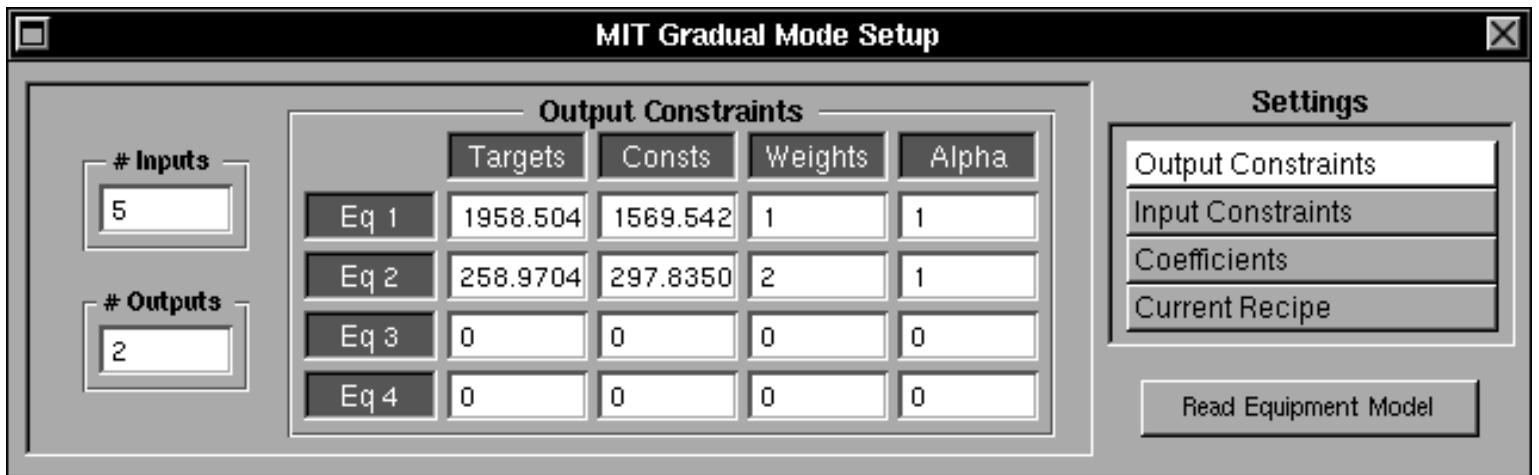 MIT Gradual Mode Setup
# Inputs
5
# Outputs
2
Output Constraints
Targets Consts Weights Alpha
Eq 1 1958.504 1569.542 1 1
Eq 2 258.9704 297.8350 2 1
Eq 3 0 0 0 0
Eq 4 0 0 0 0
Settings
Output Constraints
Input Constraints
Coefficients
Current Recipe
Read Equipment Model